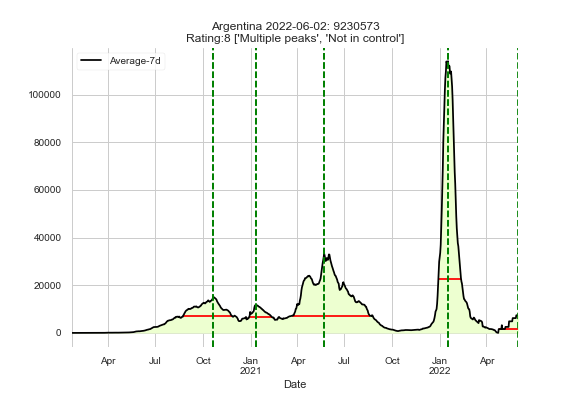 Argentina 2022-06-02: 9230573
Rating:8 ['Multiple peaks', 'Not in control']
Average-7d
100000
80000
60000
40000
20000
0
Apr Jul Oct Jan Apr Jul Oct Jan Apr
2021 2022
Date